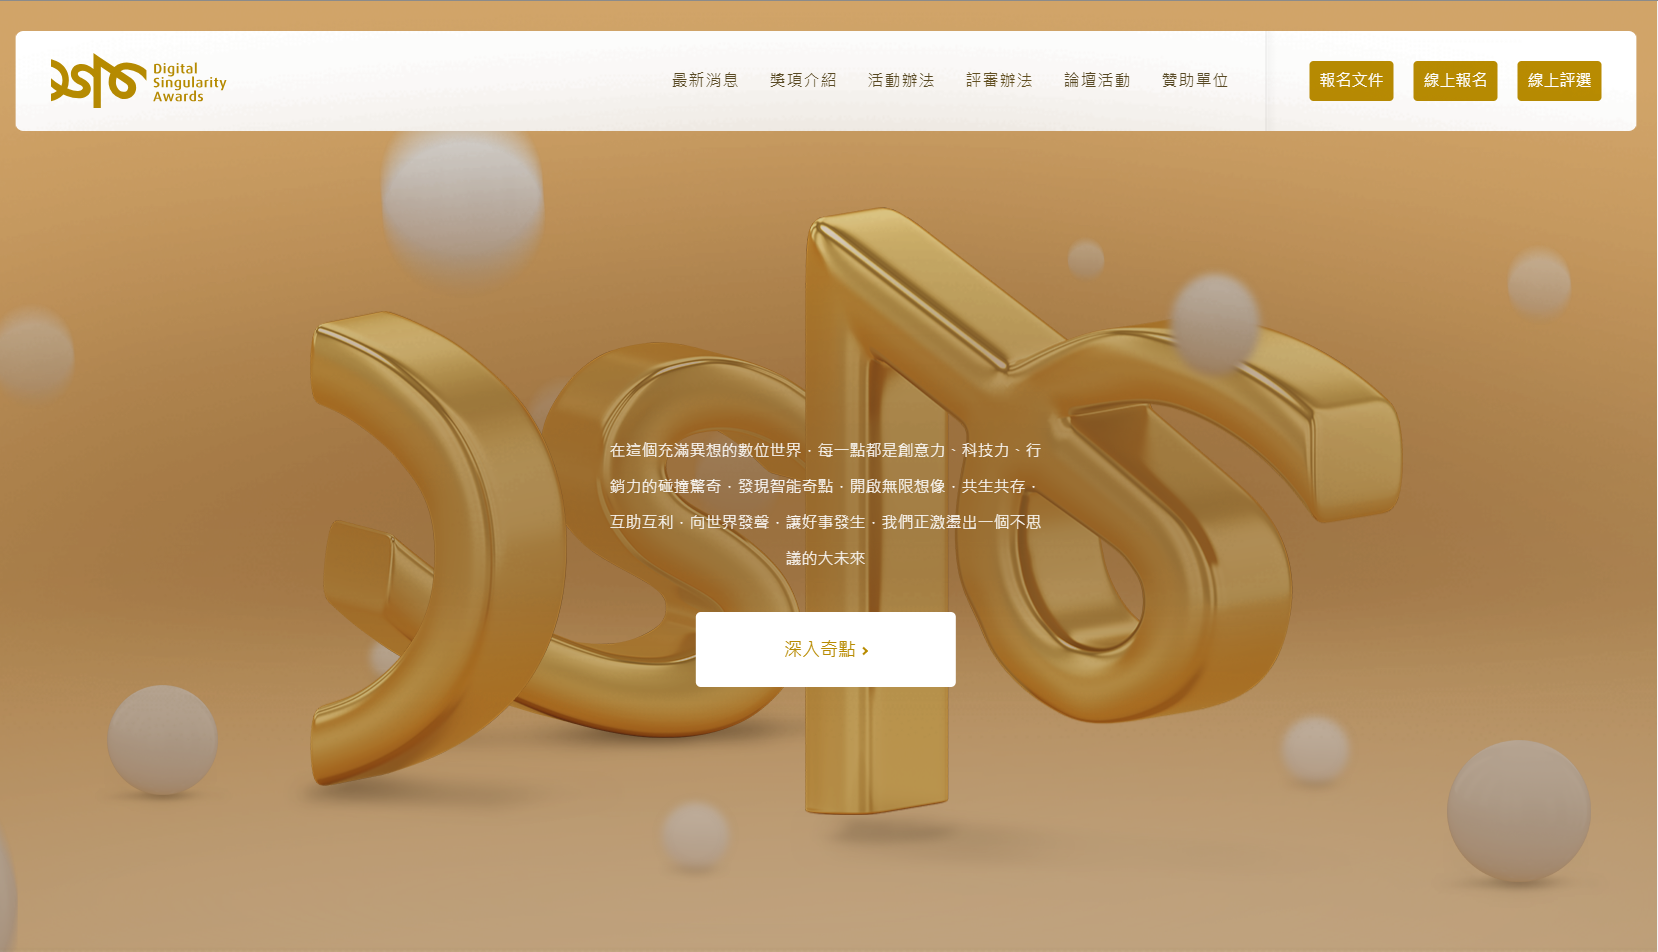 Digital
Singularity
Awards
最新消息
獎項介紹
活動辦法
評審辦法
論壇活動
贊助單位
報名文件
線上報名
線上評選
在這個充滿異想的數位世界，每一點都是創意力、科技力、行
銷力的碰撞驚奇，發現智能奇點，開啟無限想像，共生共存，
互助互利，向世界發聲，讓好事發生，我們正激盪出一個不思
議的大未來
深入奇點